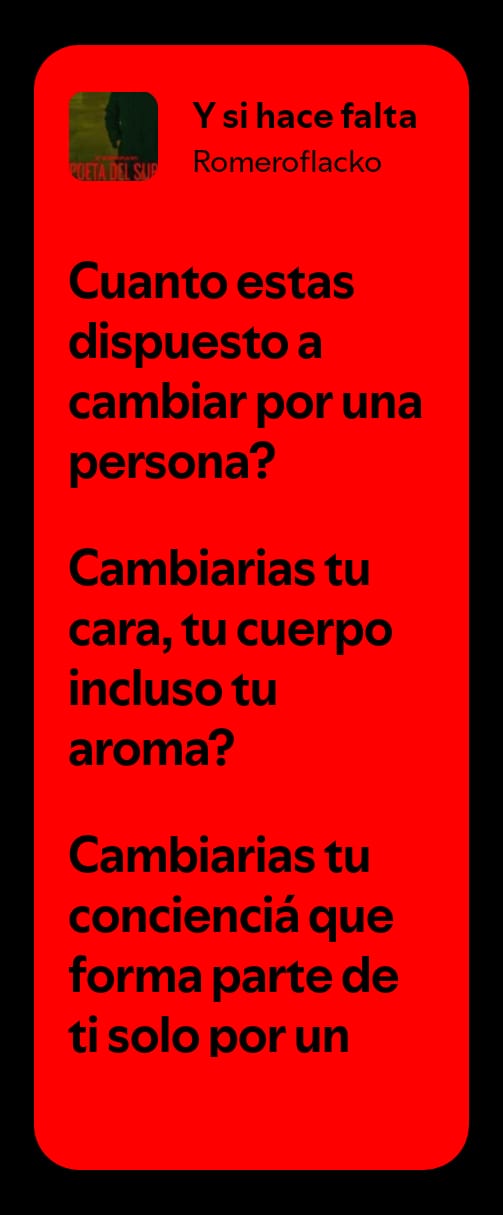 Y si hace falta
Romeroflacko
POETA DEL SUR
Cuanto estas
dispuesto a
cambiar por una
persona?
Cambiarias tu
cara, tu cuerpo
incluso tu
aroma?
Cambiarias tu
concienciá que
forma parte de
ti solo por un